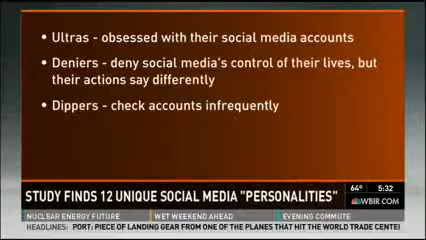 • Ultras - obsessed with their social media accounts
• Deniers - deny social media's control of their lives, but
their actions say differently
• Dippers - check accounts infrequently
STUDY FINDS 12 UNIQUE SOCIAL MEDIA "PERSONALITIES"
64° 5:32
WBIR.COM
NUCLEAR ENERGY FUTURE WET WEEKEND AHEAD EVENING COMMUTE
HEADLINES: PORT: PIECE OF LANDING GEAR FROM ONE OF THE PLANES THAT HIT THE WORLD TRADE CENTE